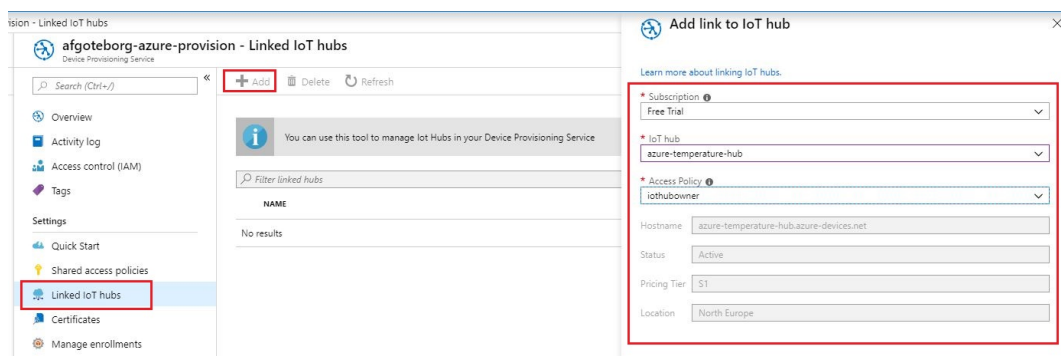 ision - Linked IoT hubs
afgoteborg-azure-provision - Linked IoT hubs
Device Provisioning Service
Search (Ctrl+/)
«
Overview
Activity log
Access control (IAM)
Tags
Settings
Quick Start
Shared access policies
Linked IoT hubs
Certificates
Manage enrollments
Add Delete Refresh
You can use this tool to manage Iot Hubs in your Device Provisioning Service
Filter linked hubs
NAME
No results
Add link to IoT hub
Learn more about linking IoT hubs.
* Subscription
Free Trial
* IoT hub
azure-temperature-hub
* Access Policy
iothubowner
Hostname azure-temperature-hub.azure-devices.net
Status Active
Pricing Tier S1
Location North Europe